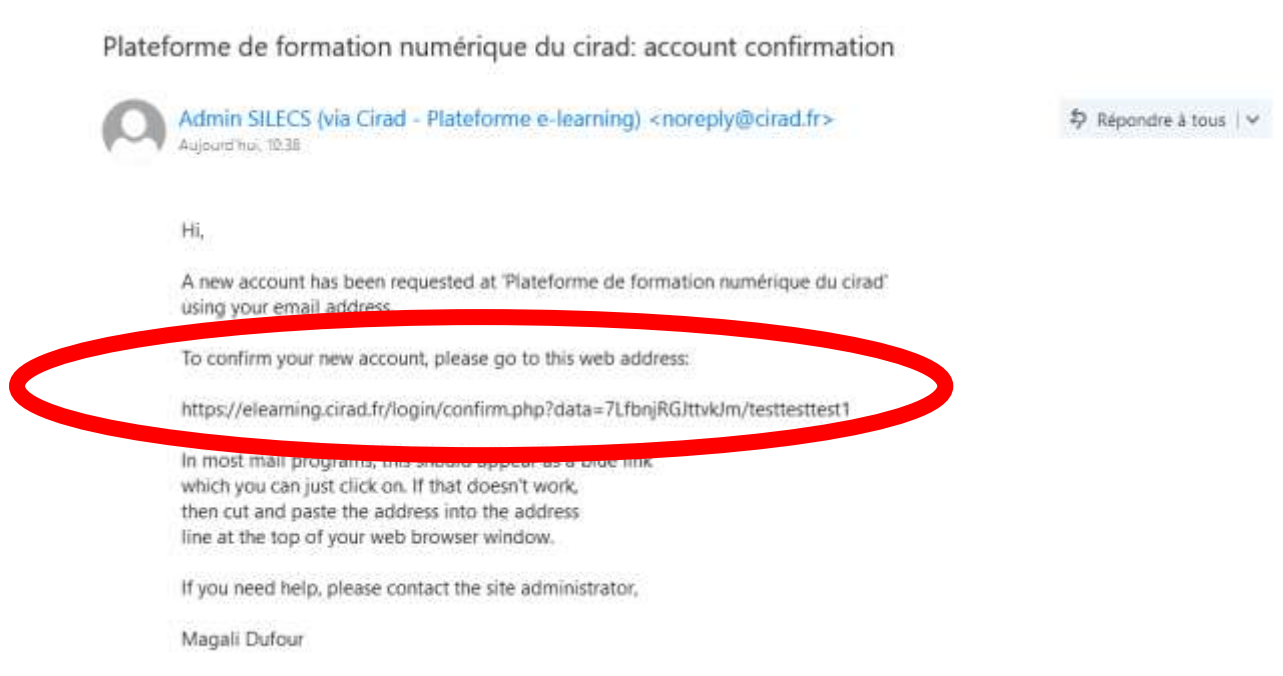 Plateforme de formation numérique du cirad: account confirmation
Admin SILECS (via Cirad - Plateforme e-learning) <noreply@cirad.fr>
Répondre à tous
Aujourd'hui, 10:38
Hi,
A new account has been requested at 'Plateforme de formation numérique du cirad'
using your email address.
To confirm your new account, please go to this web address:
https://elearning.cirad.fr/login/confirm.php?data=7LfbnjRGJttvkJm/testtesttest1
In most mail programs, this should appear as a blue link
which you can just click on. If that doesn't work,
then cut and paste the address into the address
line at the top of your web browser window.
If you need help, please contact the site administrator,
Magali Dufour